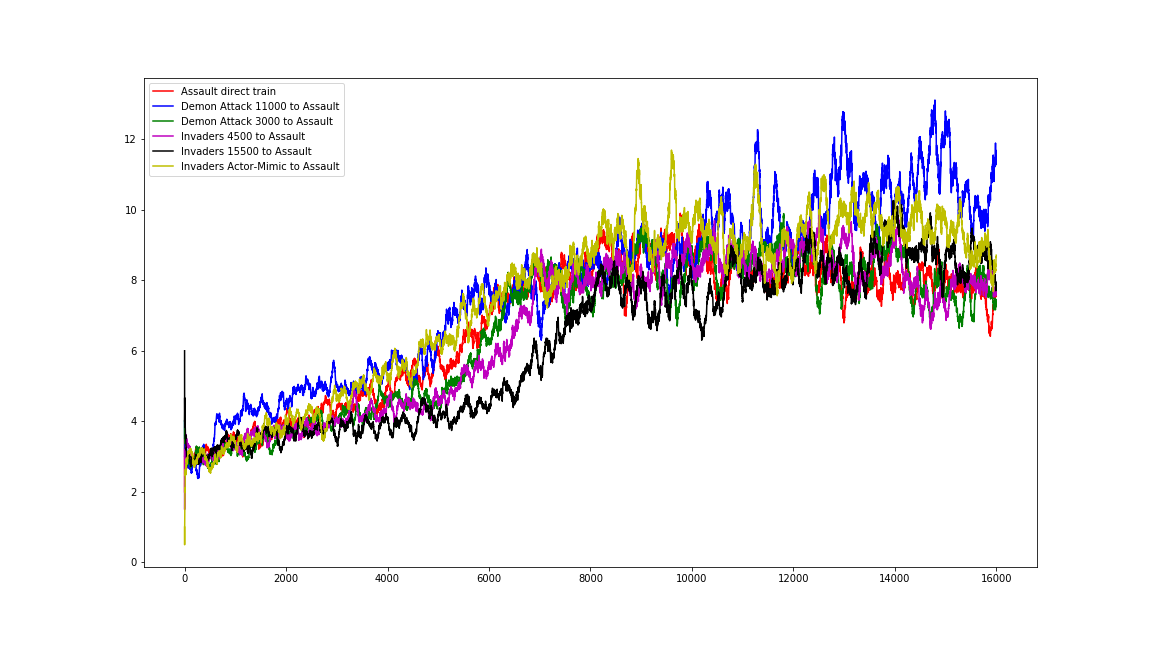 Assault direct train
Demon Attack 11000 to Assault
Demon Attack 3000 to Assault
Invaders 4500 to Assault
Invaders 15500 to Assault
Invaders Actor-Mimic to Assault
12
10
8
6
4
2
0
0 2000 4000 6000 8000 10000 12000 14000 16000